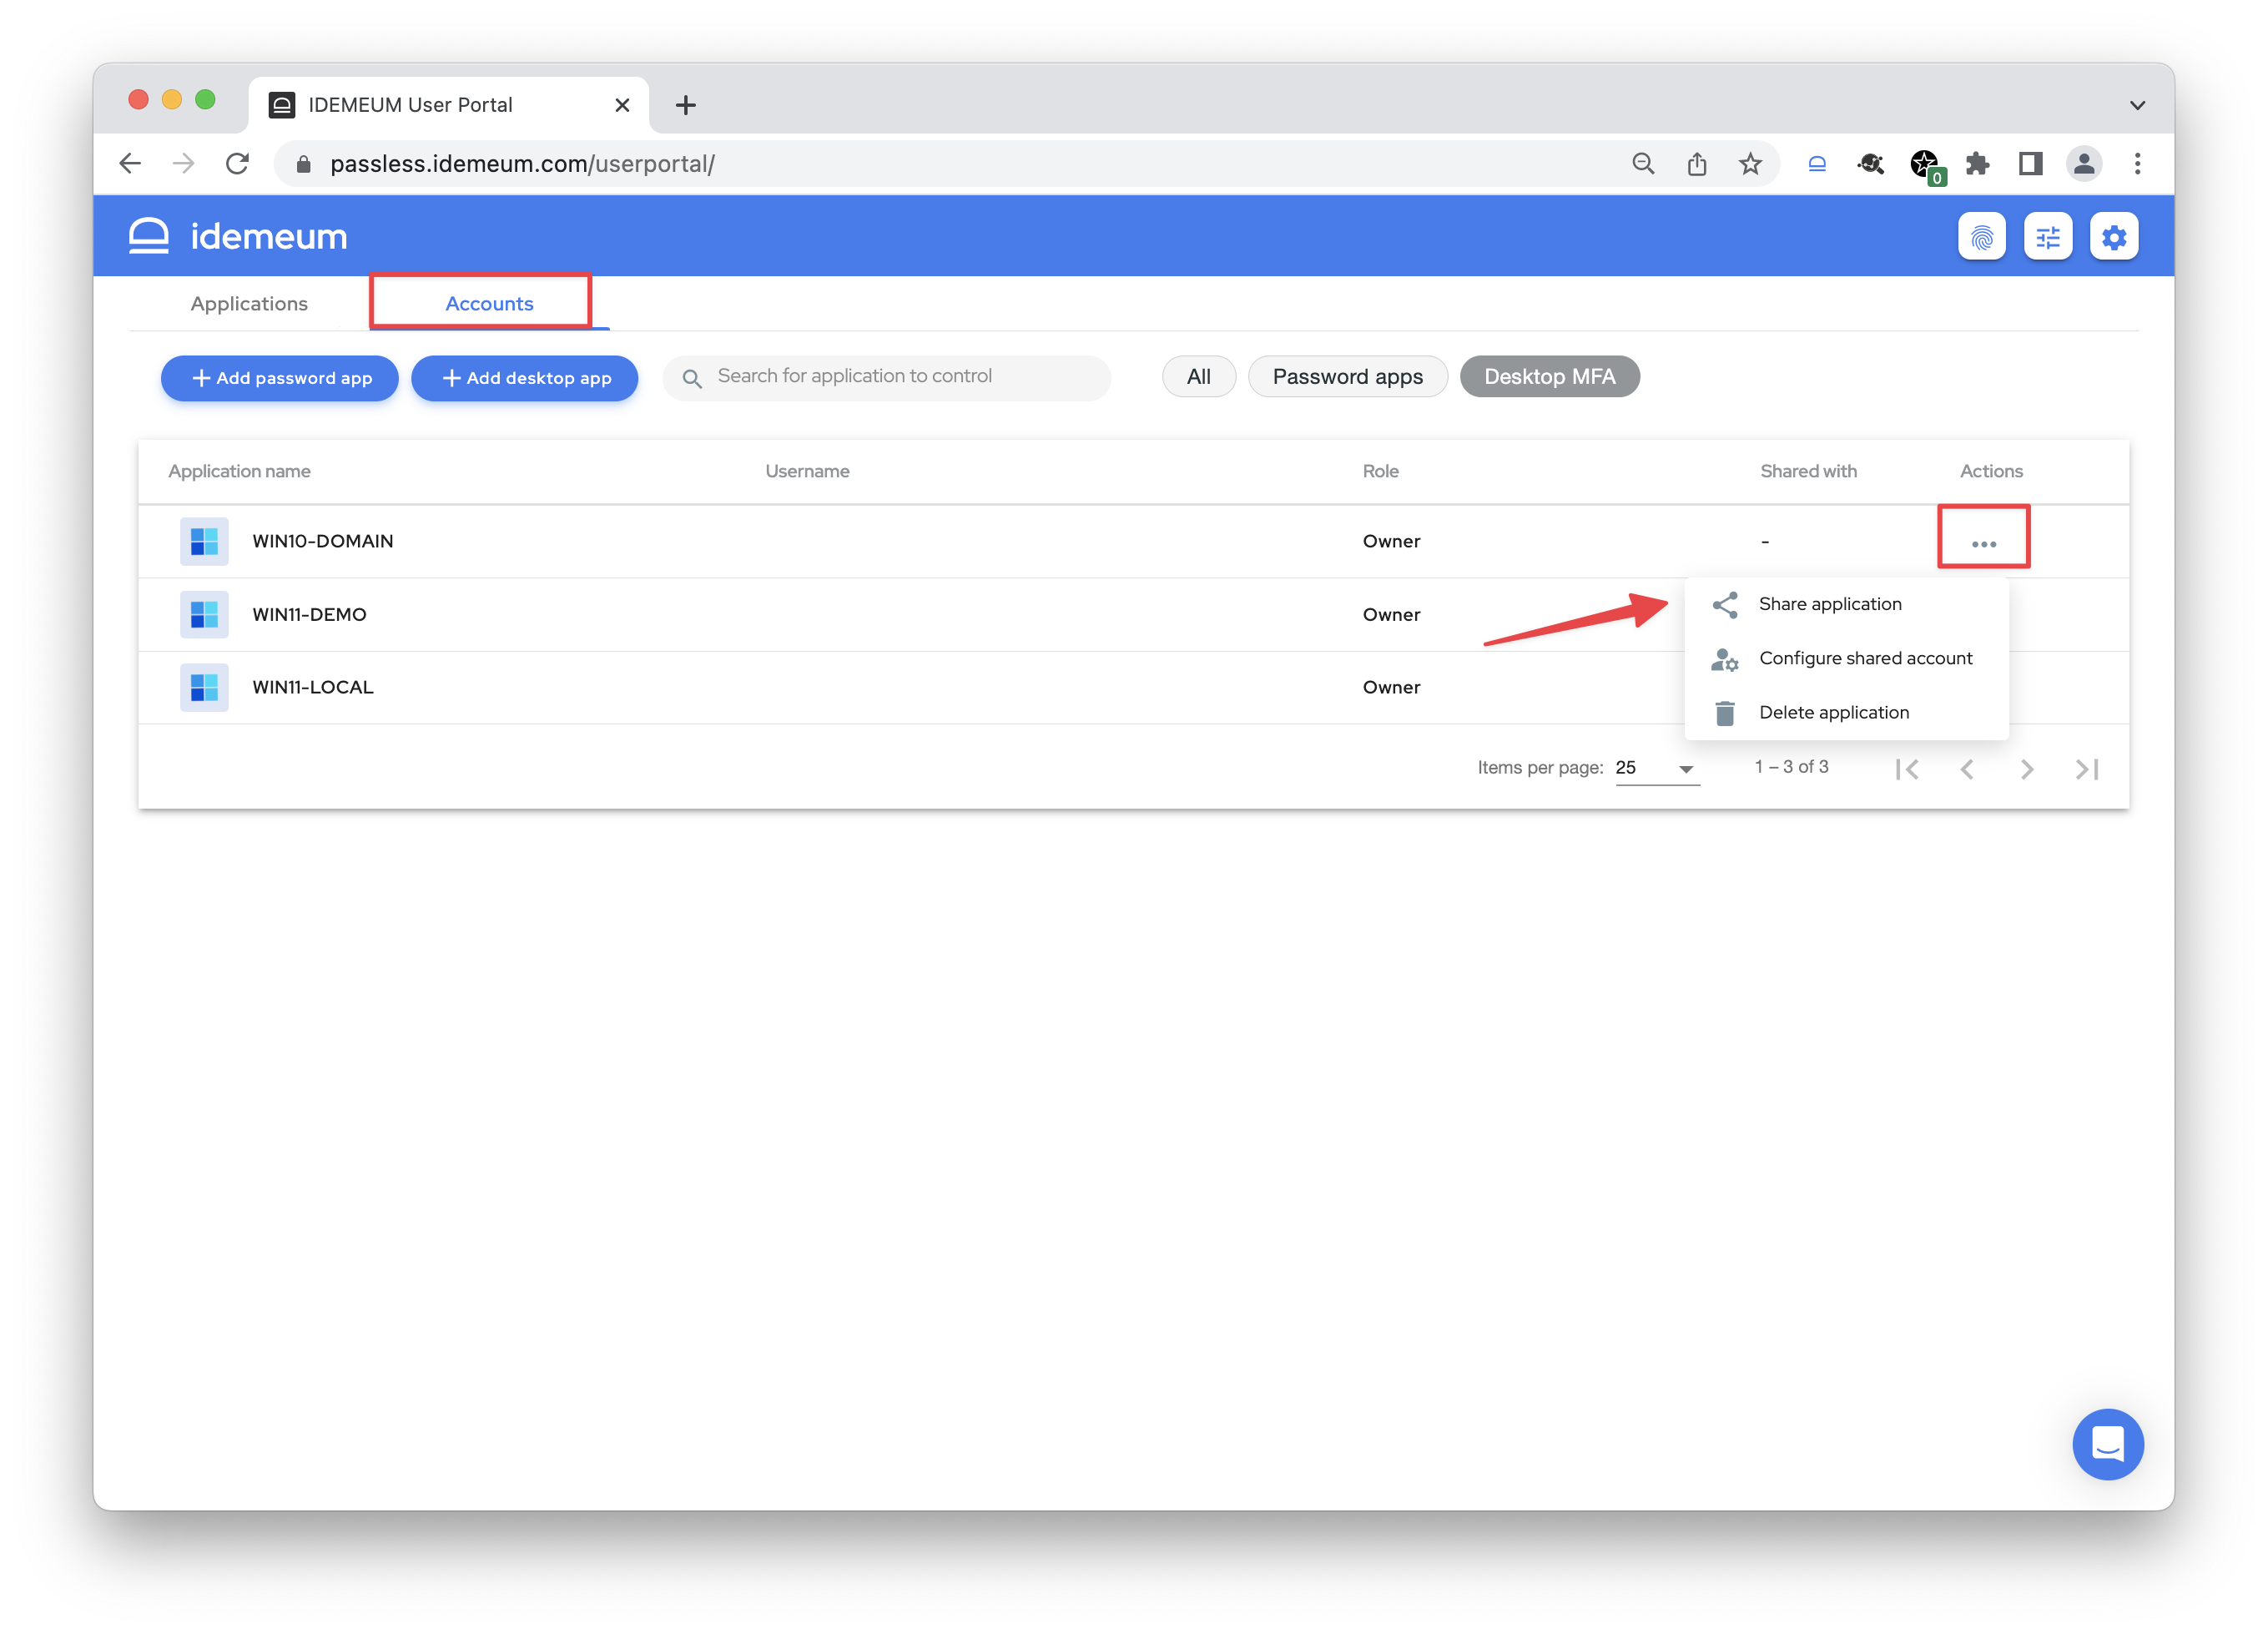 IDEMEUM User Portal
passless.idemeum.com/userportal/
0
idemeum
Applications
Accounts
Add password app
Add desktop app
Search for application to control
All
Password apps
Desktop MFA
Application name
Username
Role
Shared with
Actions
WIN10-DOMAIN
Owner
-
...
WIN11-DEMO
Owner
WIN11-LOCAL
Owner
Share application
Configure shared account
Delete application
Items per page:
25
1 – 3 of 3